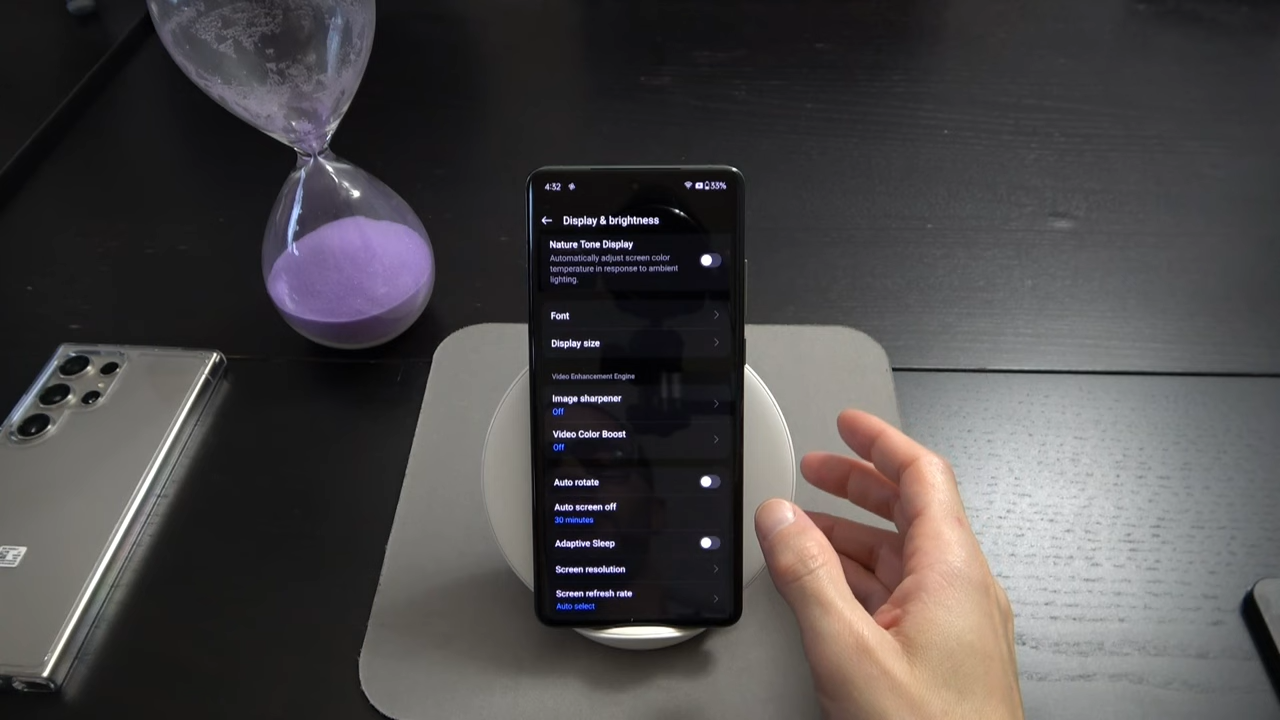 4:32 33%
Display & brightness
Nature Tone Display
Automatically adjust screen color
temperature in response to ambient
lighting.
Font
Display size
Video Enhancement Engine
Image sharpener
Off
Video Color Boost
Off
Auto rotate
Auto screen off
30 minutes
Adaptive Sleep
Screen resolution
Screen refresh rate
Auto select